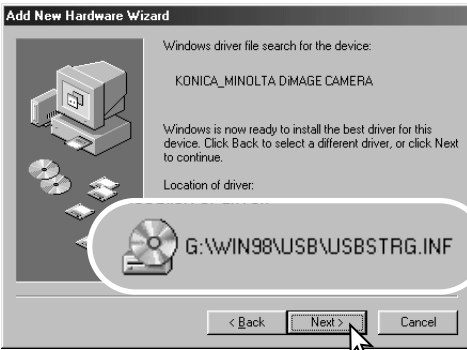 Add New Hardware Wizard
Windows driver file search for the device:
KONICA_MINOLTA DiMAGE CAMERA
Windows is now ready to install the best driver for this
device. Click Back to select a different driver, or click Next
to continue.
Location of driver:
G:\WIN98\USB\USBSTRG.INF
< Back
Next >
Cancel